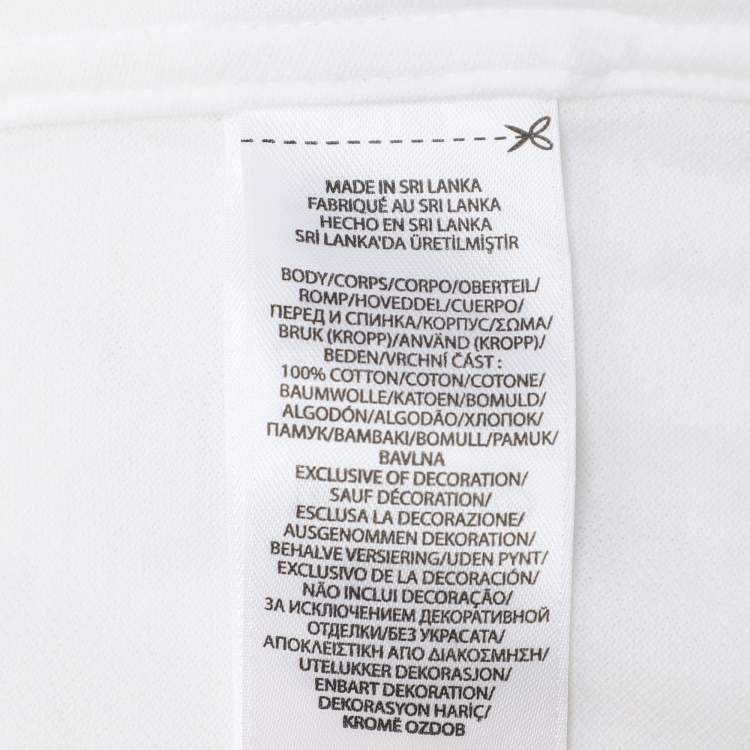 MADE IN SRI LANKA
FABRIQUÉ AU SRI LANKA
HECHO EN SRI LANKA
SRİ LANKA'DA ÜRETİLMİŞTİR
BODY/CORPS/CORPO/OBERTEIL/
ROMP/HOVEDDEL/CUERPO/
ПЕРЕД И СПИНКА/КОРПУС/ΣΩΜΑ/
BRUK (KROPP)/ANVÄND (KROPP)/
BEDEN/VRCHNÍ ČÁST :
100% COTTON/COTON/COTONE/
BAUMWOLLE/KATOEN/BOMULD/
ALGODÓN/ALGODÃO/ХЛОПОК/
ПАМУК/BAMBAKI/BOMULL/PAMUK/
BAVLNA
EXCLUSIVE OF DECORATION/
SAUF DÉCORATION/
ESCLUSA LA DECORAZIONE/
AUSGENOMMEN DEKORATION/
BEHALVE VERSIERING/UDEN PYNT/
EXCLUSIVO DE LA DECORACIÓN/
NÃO INCLUI DECORAÇÃO/
ЗА ИСКЛЮЧЕНИЕМ ДЕКОРАТИВНОЙ
ОТДЕЛКИ/БЕЗ УКРАСАТА/
ΑΠΟΚΛΕΙΣΤΙΚΗ ΑΠΟ ΔΙΑΚΟΣΜΗΣΗ/
UTELUKKER DEKORASJON/
ENBART DEKORATION/
DEKORASYON HARİÇ/
KROMĚ OZDOB